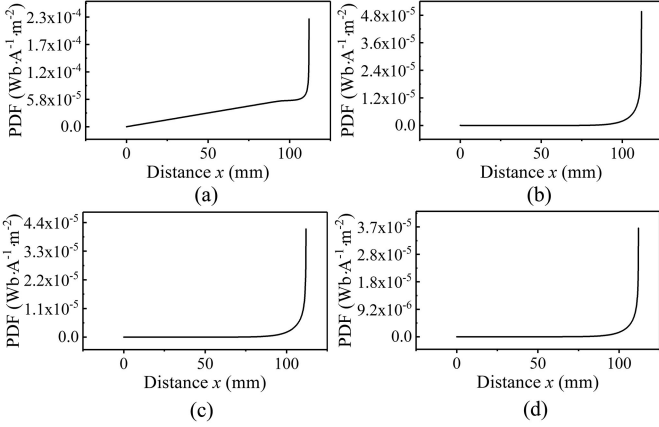 PDF (Wb·A⁻¹·m⁻²)
2.3x10⁻⁴
1.7x10⁻⁴
1.2x10⁻⁴
5.8x10⁻⁵
0.0
0 50 100
Distance x (mm)
(a)
PDF (Wb·A⁻¹·m⁻²)
4.8x10⁻⁵
3.6x10⁻⁵
2.4x10⁻⁵
1.2x10⁻⁵
0.0
0 50 100
Distance x (mm)
(b)
PDF (Wb·A⁻¹·m⁻²)
4.4x10⁻⁵
3.3x10⁻⁵
2.2x10⁻⁵
1.1x10⁻⁵
0.0
0 50 100
Distance x (mm)
(c)
PDF (Wb·A⁻¹·m⁻²)
3.7x10⁻⁵
2.8x10⁻⁵
1.8x10⁻⁵
9.2x10⁻⁶
0.0
0 50 100
Distance x (mm)
(d)